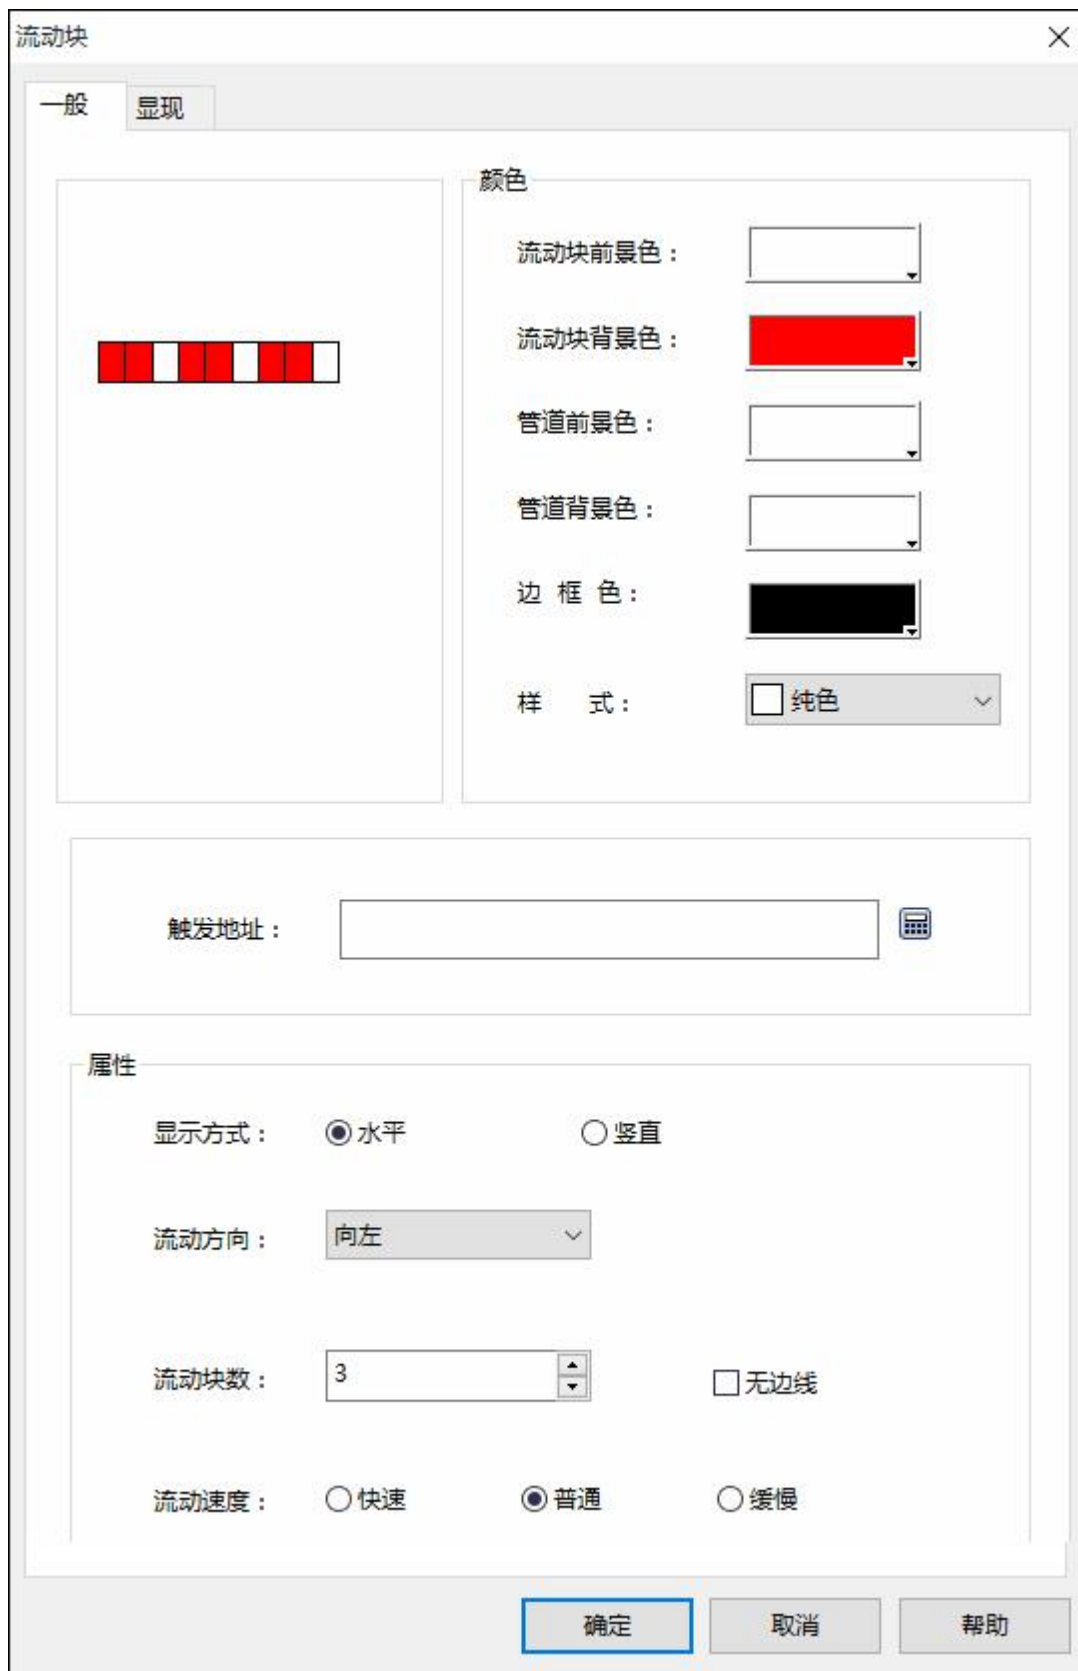 流动块
一般 显现
颜色
流动块前景色：
流动块背景色：
管道前景色：
管道背景色：
边 框 色：
样 式： 纯色
触发地址：
属性
显示方式： 水平 竖直
流动方向： 向左
流动块数： 3 无边线
流动速度： 快速 普通 缓慢
确定 取消 帮助